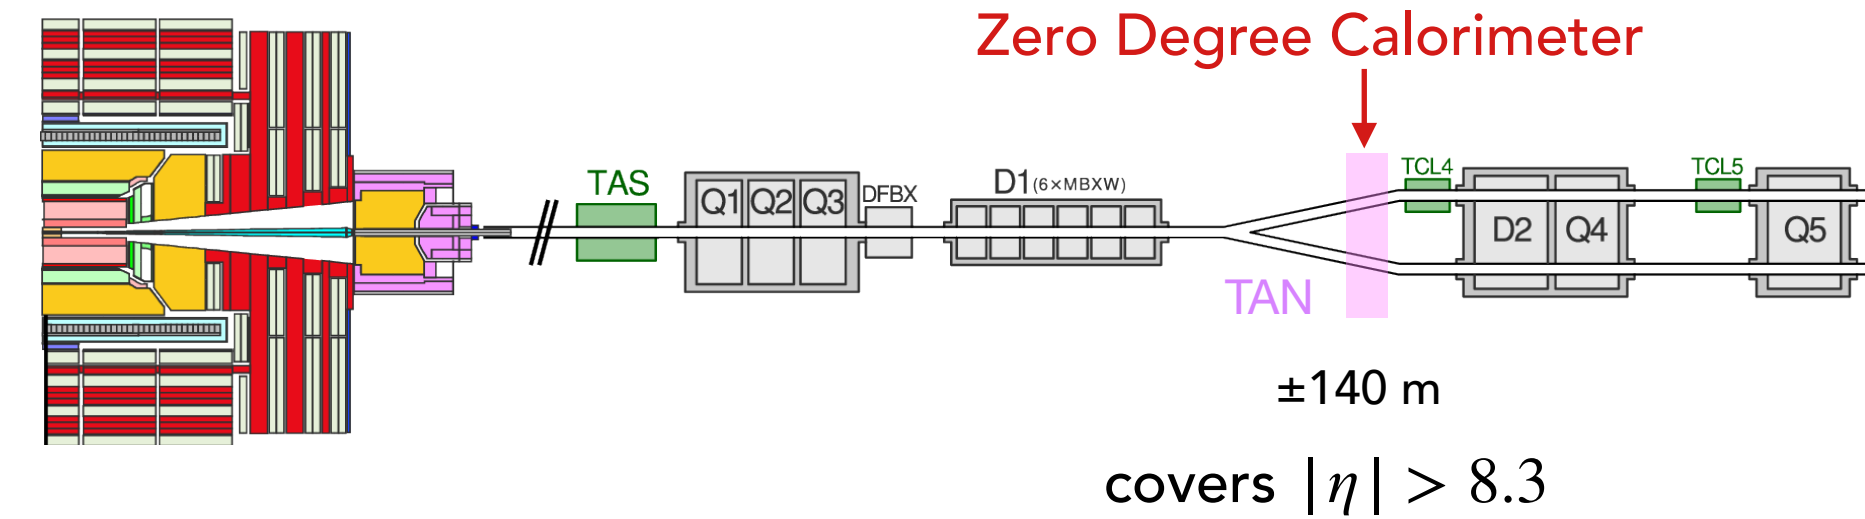 Zero Degree Calorimeter
TAS
Q1 Q2 Q3
DFBX
D1(6×MBXW)
TAN
TCL4
D2 Q4
TCL5
Q5
±140 m
covers |η| > 8.3